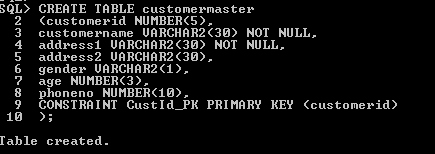 SQL> CREATE TABLE customermaster
2 (customerid NUMBER(5),
3 customername VARCHAR2(30) NOT NULL,
4 address1 VARCHAR2(30) NOT NULL,
5 address2 VARCHAR2(30),
6 gender VARCHAR2(1),
7 age NUMBER(3),
8 phoneno NUMBER(10),
9 CONSTRAINT CustId_PK PRIMARY KEY (customerid)
10 );
Table created.